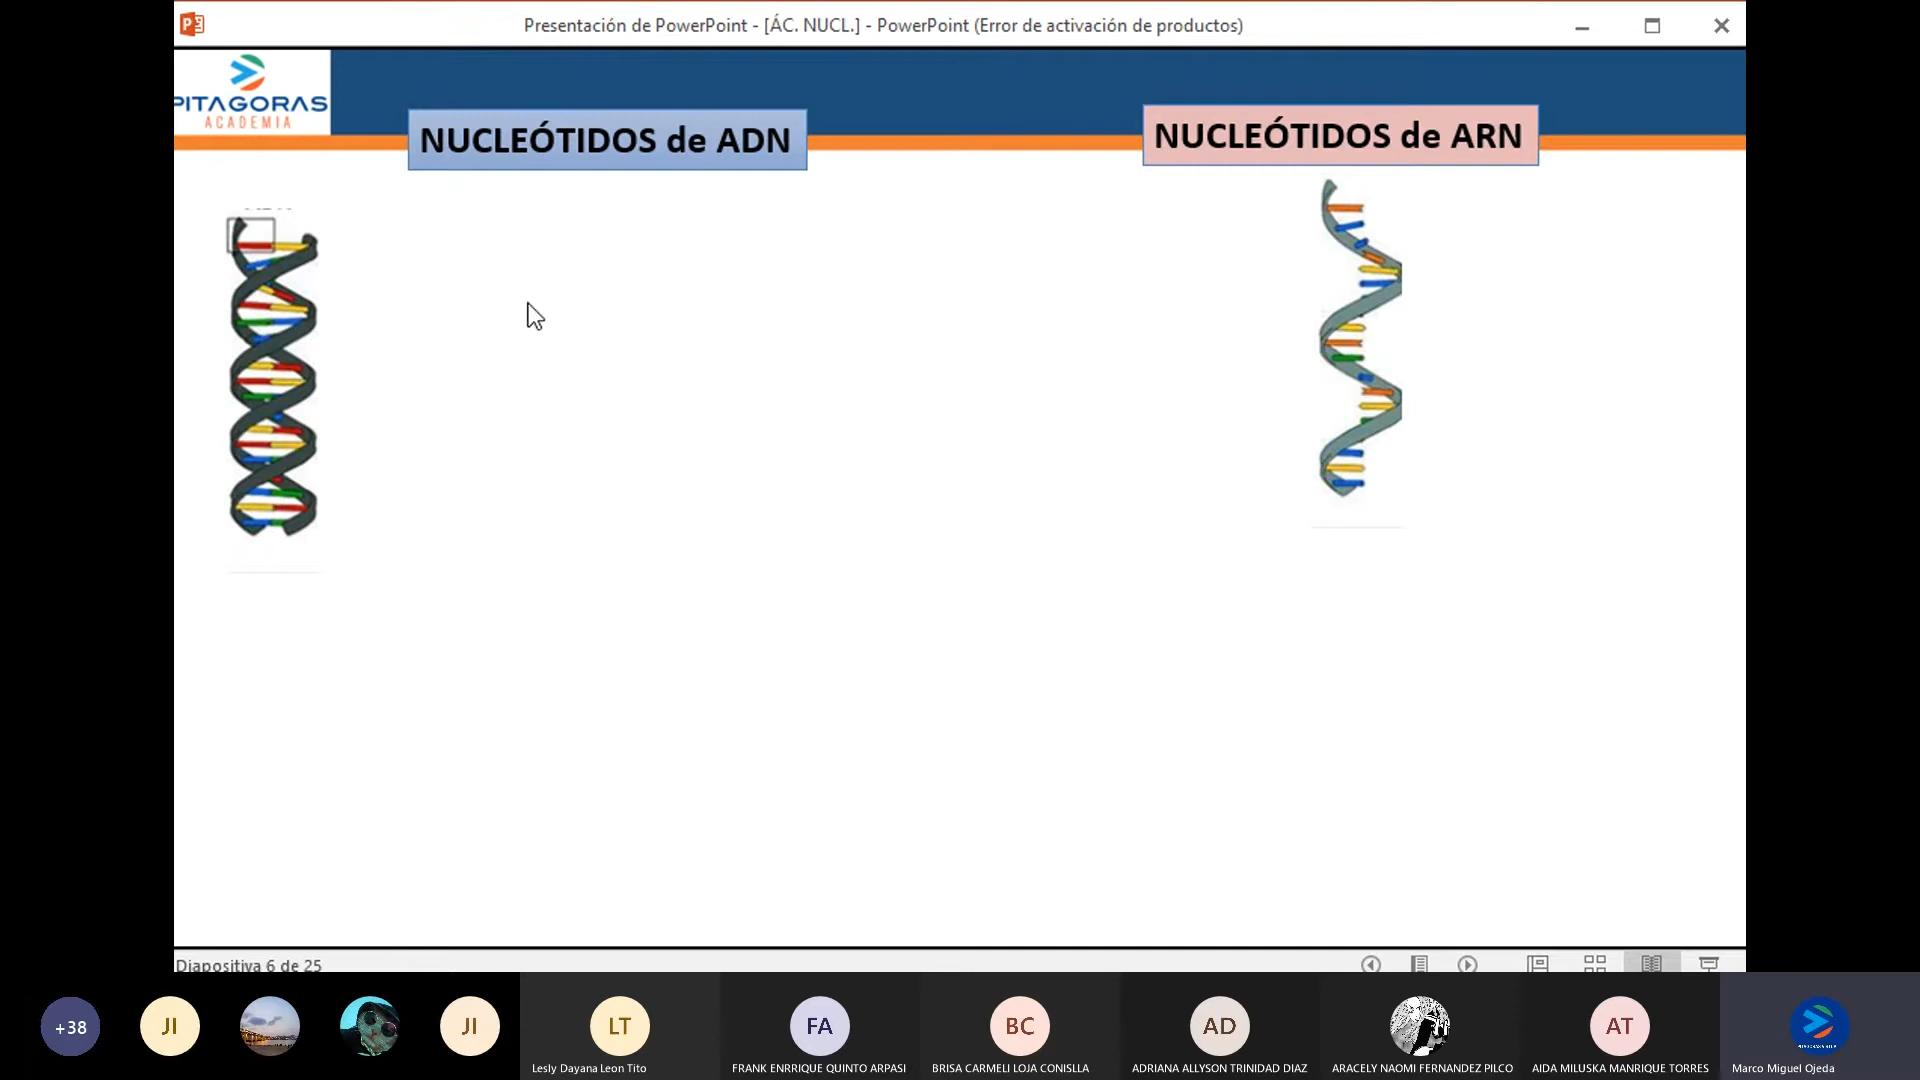 Presentación de PowerPoint - [ÁC. NUCL.] - PowerPoint (Error de activación de productos)
PITAGORAS
ACADEMIA
NUCLEÓTIDOS de ADN
NUCLEÓTIDOS de ARN
Diapositiva 6 de 25
+38
JI
JI
LT
FA
BC
AD
AT
Lesly Dayana Leon Tito
FRANK ENRRIQUE QUINTO ARPASI
BRISA CARMELI LOJA CONISLLA
ADRIANA ALLYSON TRINIDAD DIAZ
ARACELY NAOMI FERNANDEZ PILCO
AIDA MILUSKA MANRIQUE TORRES
Marco Miguel Ojeda